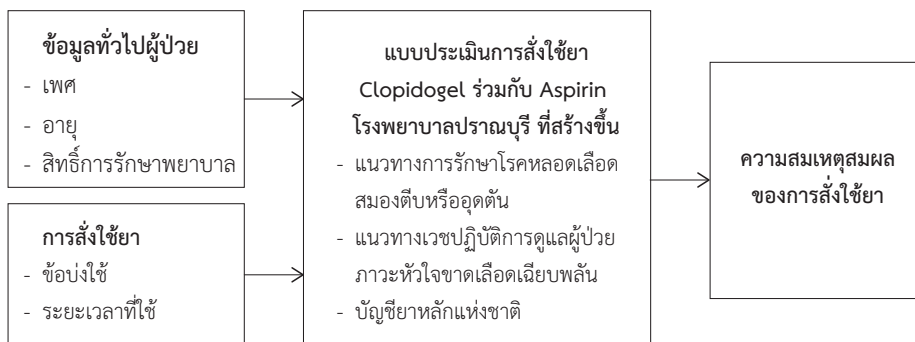 ข้อมูลทั่วไปผู้ป่วย
- เพศ
- อายุ
- สิทธิ์การรักษาพยาบาล
การสั่งใช้ยา
- ข้อบ่งใช้
- ระยะเวลาที่ใช้
แบบประเมินการสั่งใช้ยา
Clopidogel ร่วมกับ Aspirin
โรงพยาบาลปราณบุรี ที่สร้างขึ้น
- แนวทางการรักษาโรคหลอดเลือด
สมองตีบหรืออุดตัน
- แนวทางเวชปฏิบัติการดูแลผู้ป่วย
ภาวะหัวใจขาดเลือดเฉียบพลัน
- บัญชียาหลักแห่งชาติ
ความสมเหตุสมผล
ของการสั่งใช้ยา